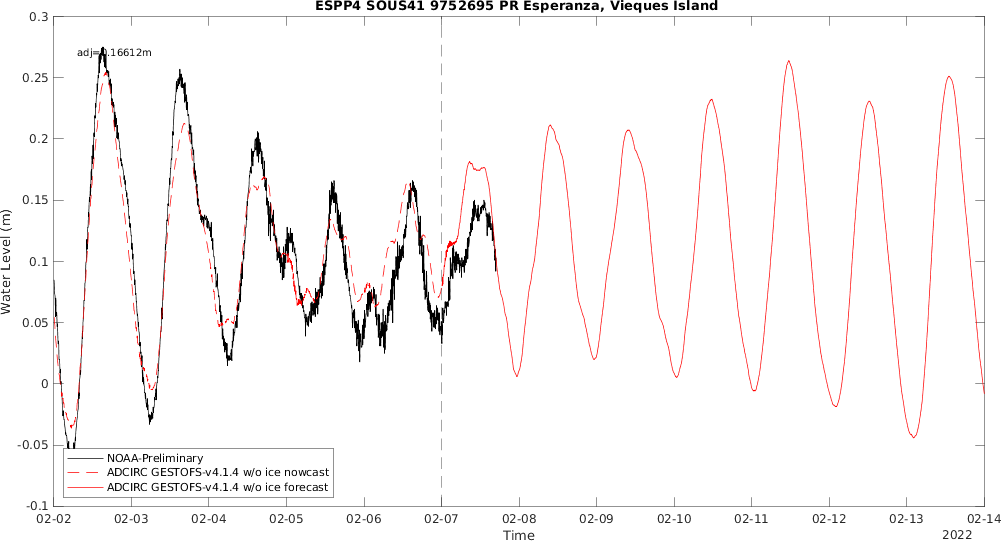 ESPP4 SOUS41 9752695 PR Esperanza, Vieques Island
adj=0.16612m
0.3
0.25
0.2
0.15
0.1
0.05
0
-0.05
-0.1
Water Level (m)
NOAA-Preliminary
ADCIRC GESTOFS-v4.1.4 w/o ice nowcast
ADCIRC GESTOFS-v4.1.4 w/o ice forecast
02-02 02-03 02-04 02-05 02-06 02-07 02-08 02-09 02-10 02-11 02-12 02-13 02-14
Time
2022